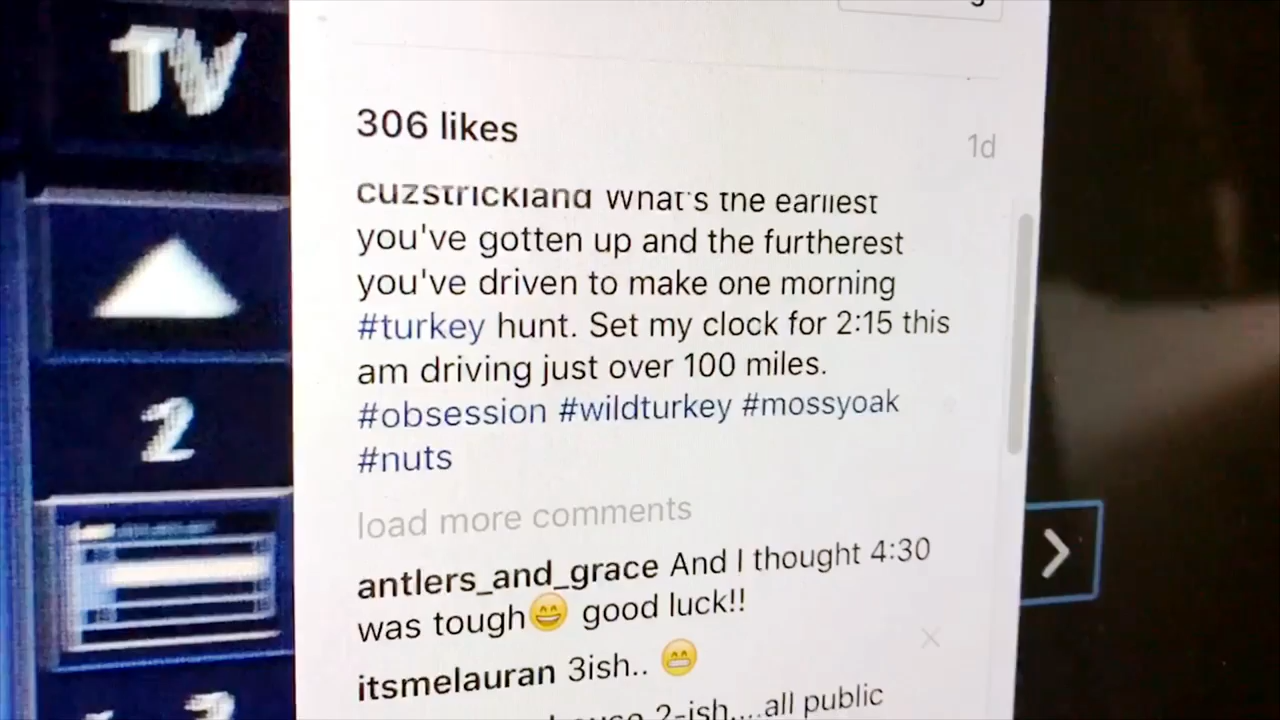 TV
306 likes
1d
cuzstrickland What's the earliest
you've gotten up and the furtherest
you've driven to make one morning
#turkey hunt. Set my clock for 2:15 this
am driving just over 100 miles.
#obsession #wildturkey #mossyoak
#nuts
2
load more comments
antlers_and_grace And I thought 4:30
was tough😄 good luck!!
itsmelauran 3ish.. 😁
2-ish....all public